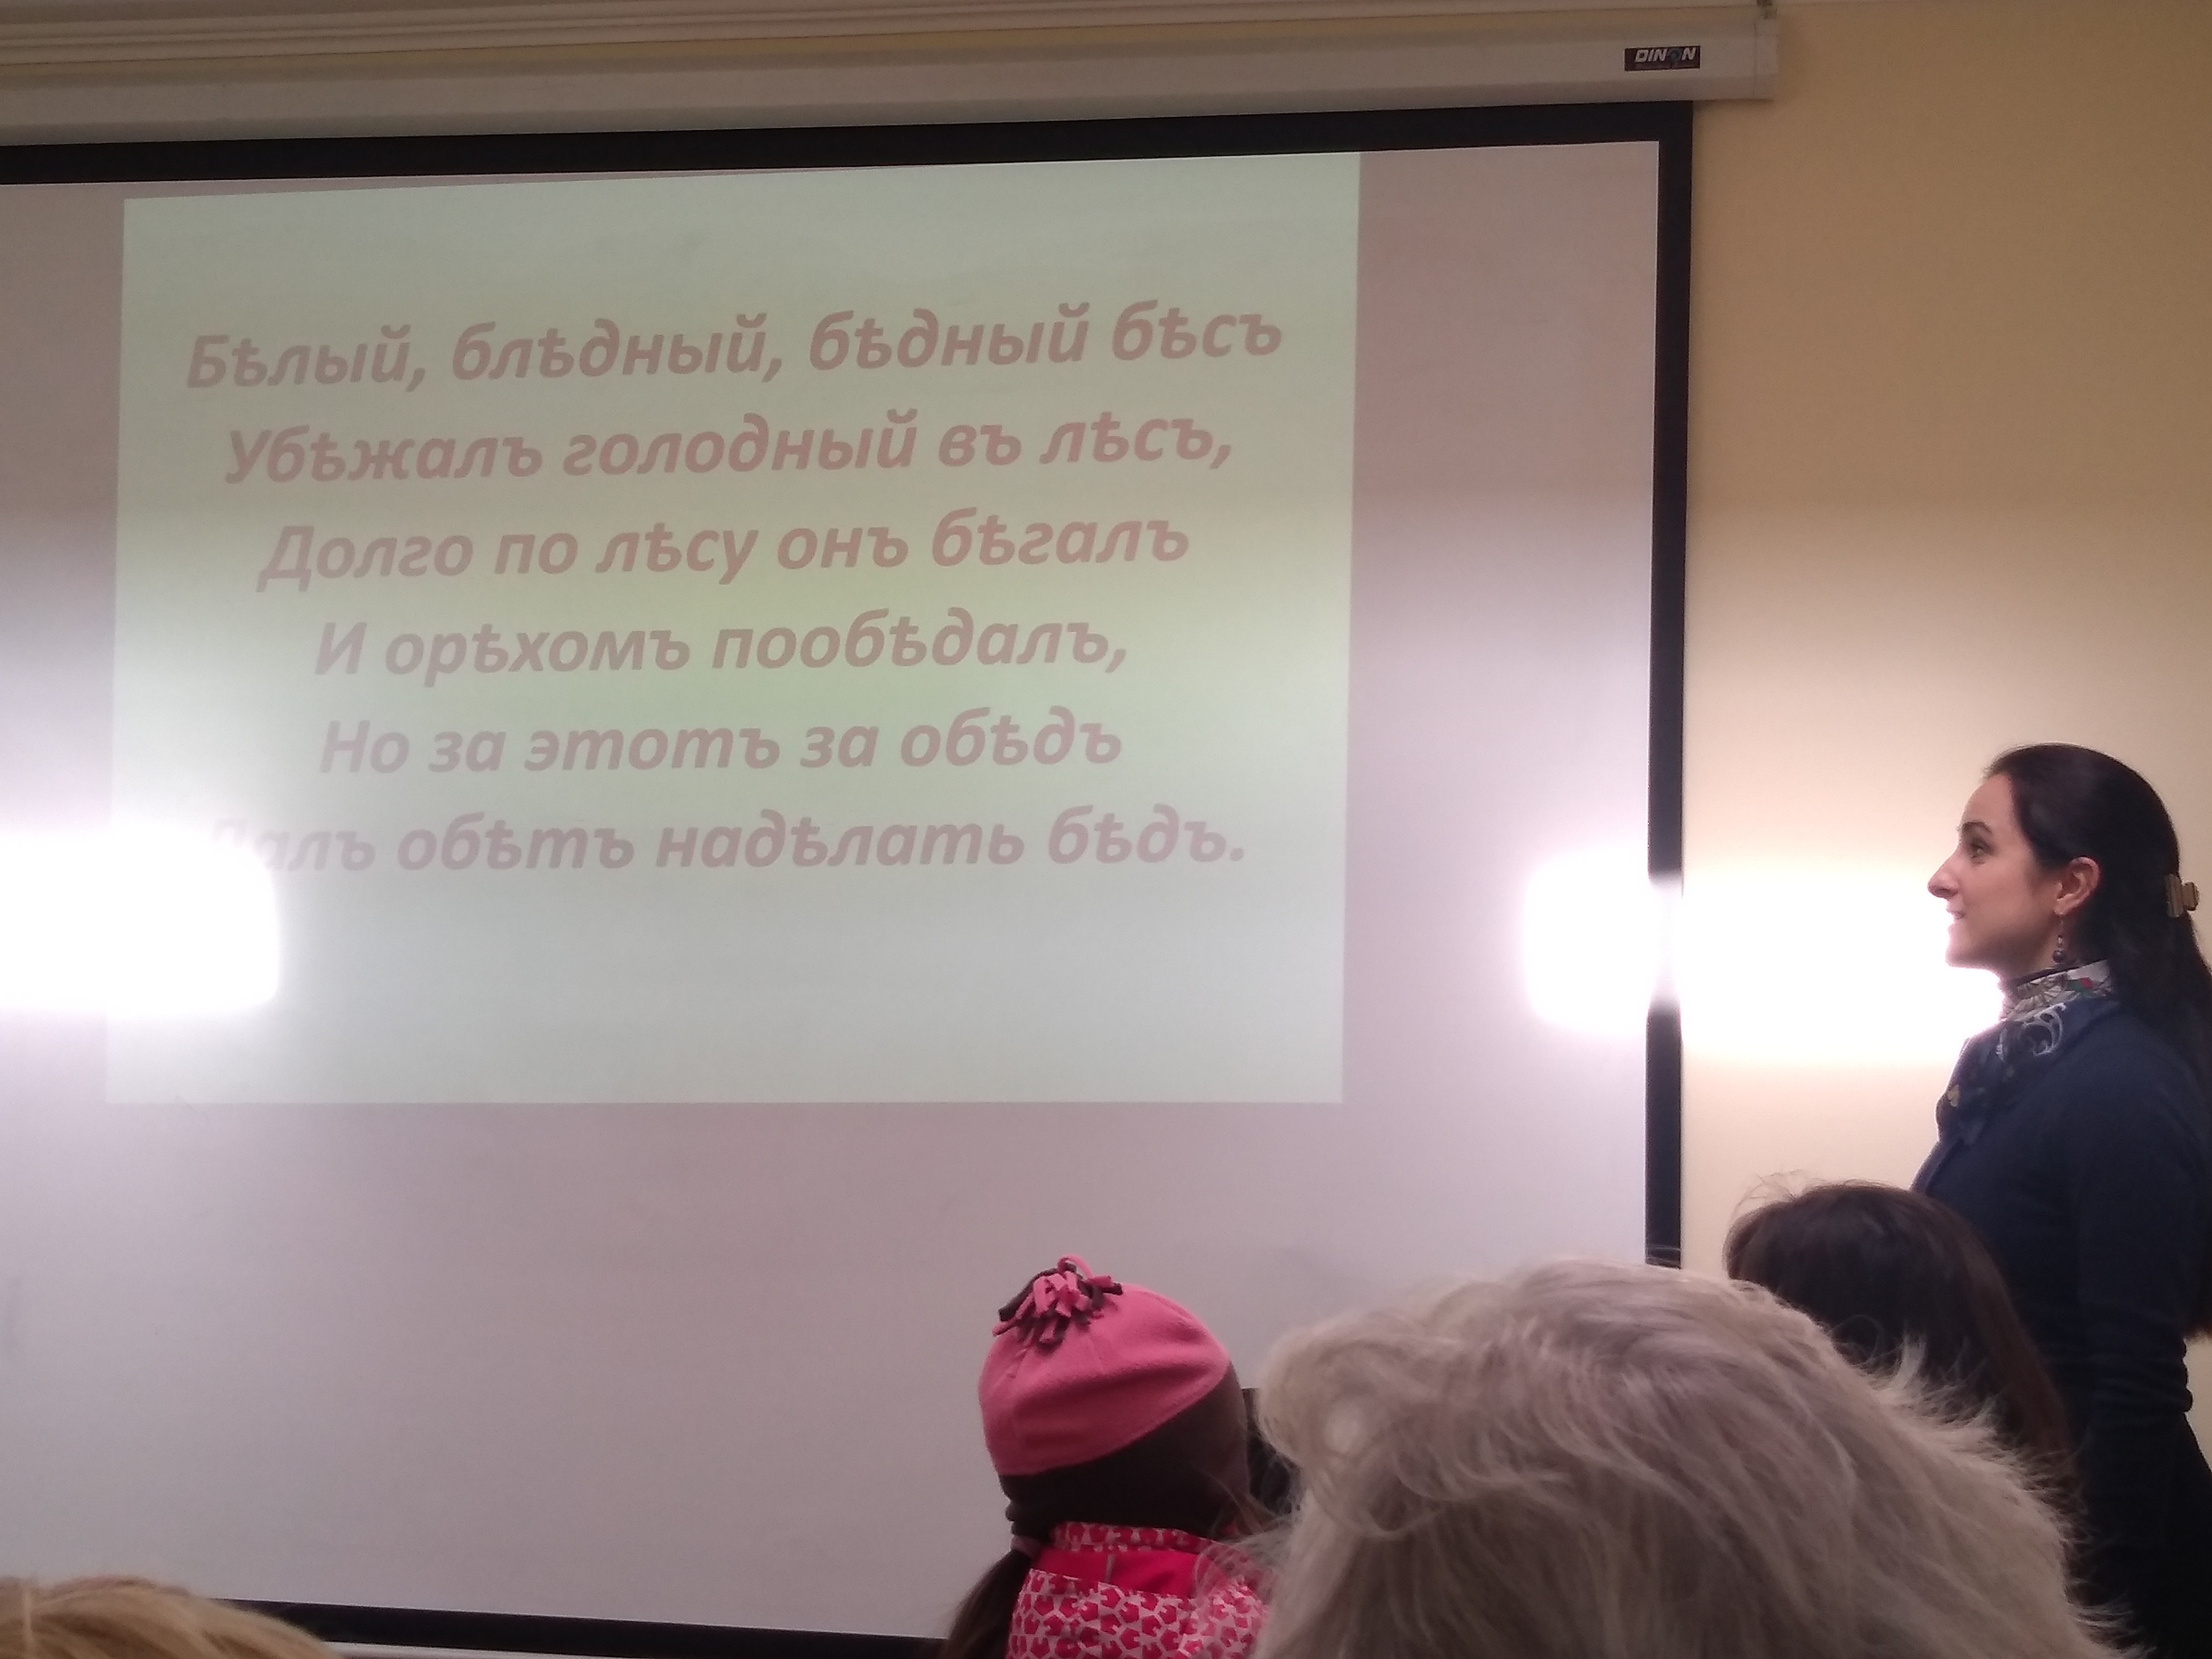 DINON
Бѣлый, блѣдный, бѣдный бѣсъ
Убѣжалъ голодный въ лѣсъ,
Долго по лѣсу онъ бѣгалъ
И орѣхомъ пообѣдалъ,
Но за этотъ за обѣдъ
Далъ обѣтъ надѣлать бѣдъ.